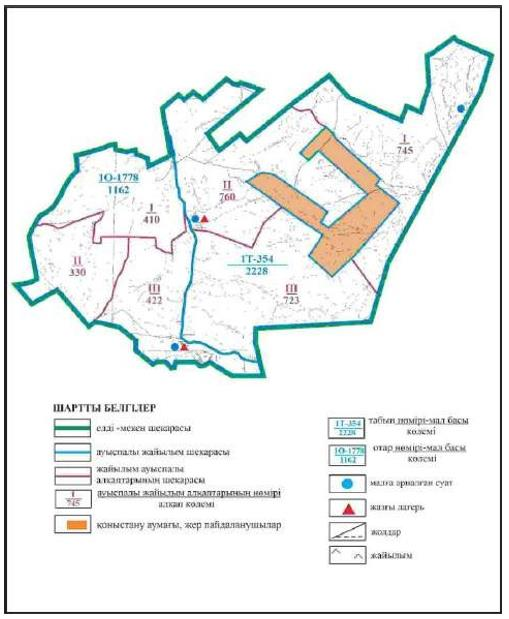 I
745
1О-1778
1162
II
760
I
410
1Т-354
2228
II
330
III
422
III
723
ШАРТТЫ БЕЛГІЛЕР
елді -мекен шекарасы
ауыспалы жайылым шекарасы
жайылым ауыспалы
алкаптарының шекарасы
I
745
ауыспалы жайылым алкаптарының нөмірі
алкап көлемі
қоныстану аумағы, жер пайдаланушылар
1Т-354
2228
табын нөмірі-мал басы
көлемі
1О-1778
1162
отар нөмірі-мал басы
көлемі
малға арналған суат
жазғы лагерь
жолдар
жайылым